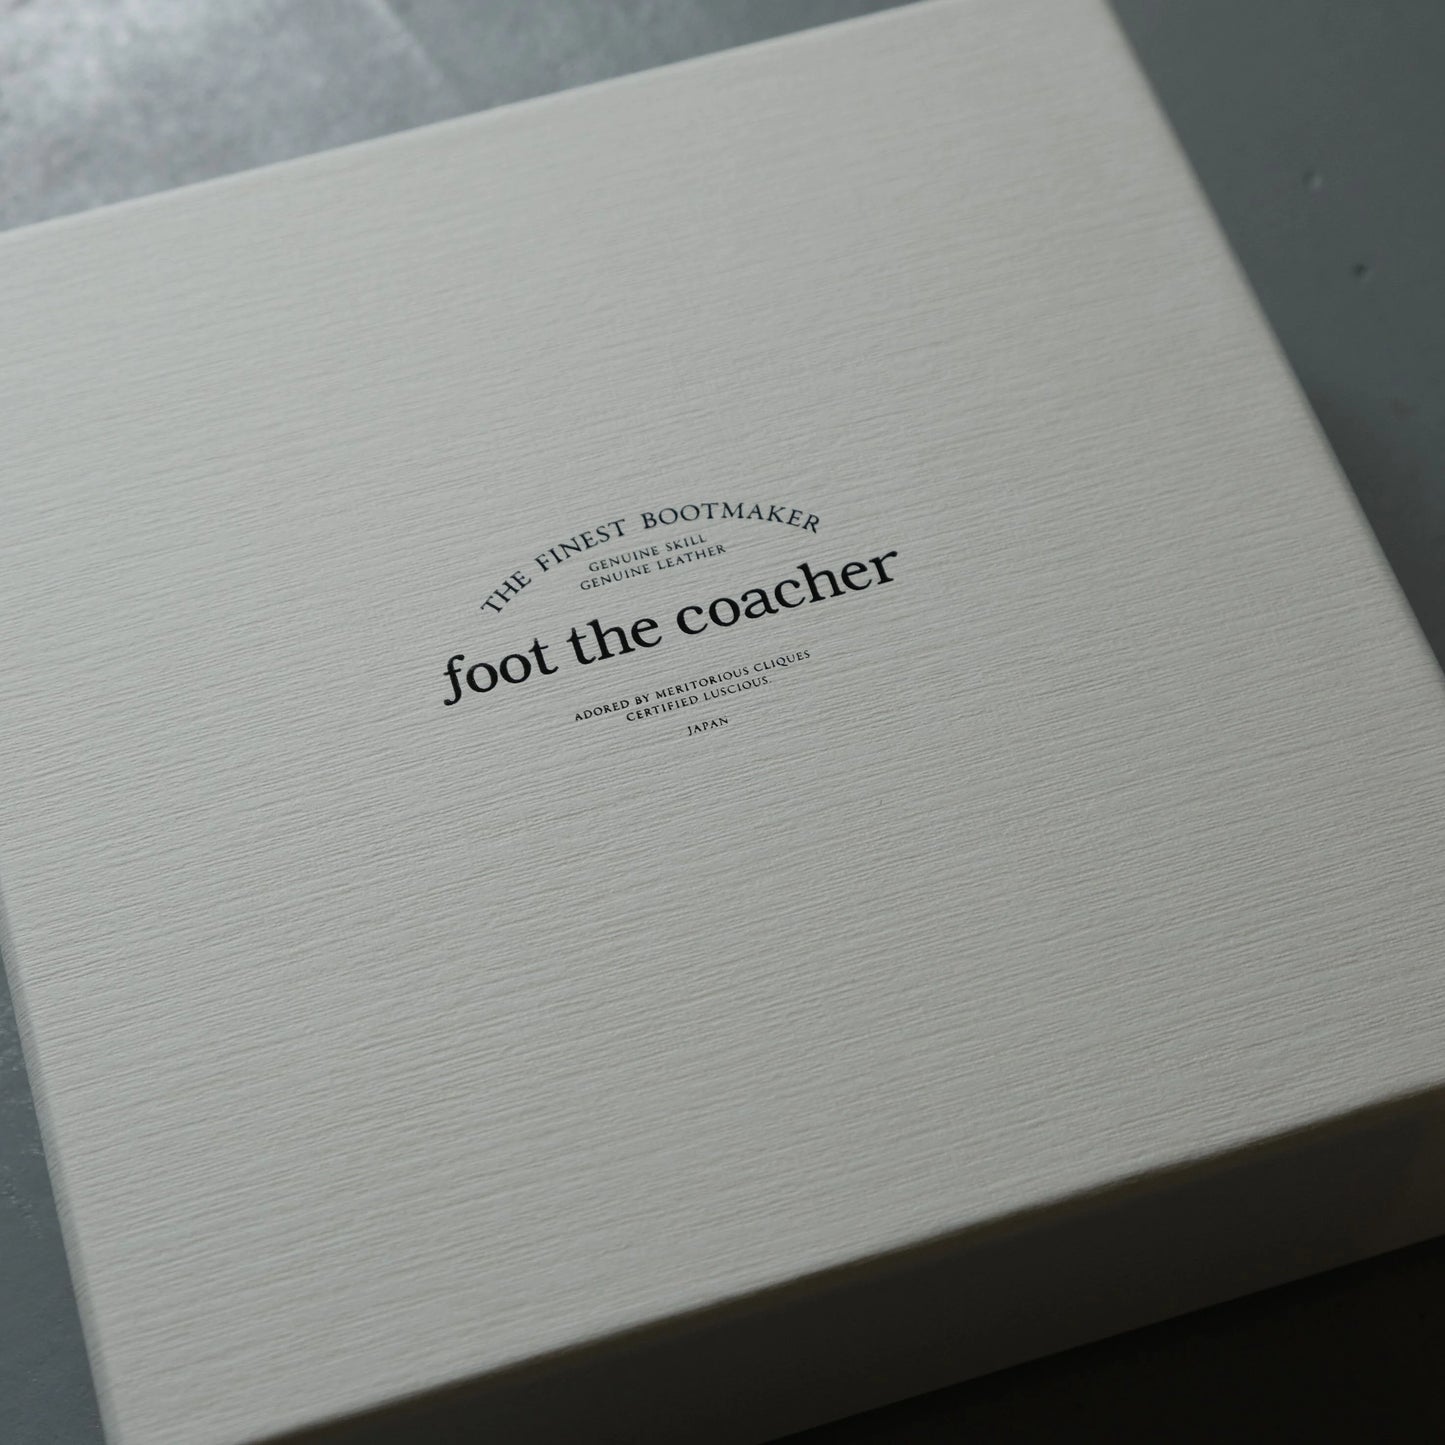 THE FINEST BOOTMAKER
GENUINE SKILL
GENUINE LEATHER
foot the coacher
ADORED BY MERITORIOUS CLIQUES
CERTIFIED LUSCIOUS.
JAPAN